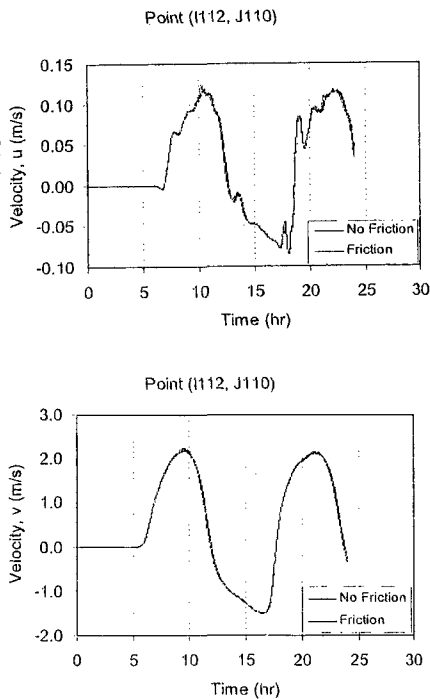 Point (I112, J110)
0.15
0.10
0.05
0.00
-0.05
-0.10
Velocity, u (m/s)
No Friction
Friction
0 5 10 15 20 25 30
Time (hr)
Point (I112, J110)
3.0
2.0
1.0
0.0
-1.0
-2.0
Velocity, v (m/s)
No Friction
Friction
0 5 10 15 20 25 30
Time (hr)